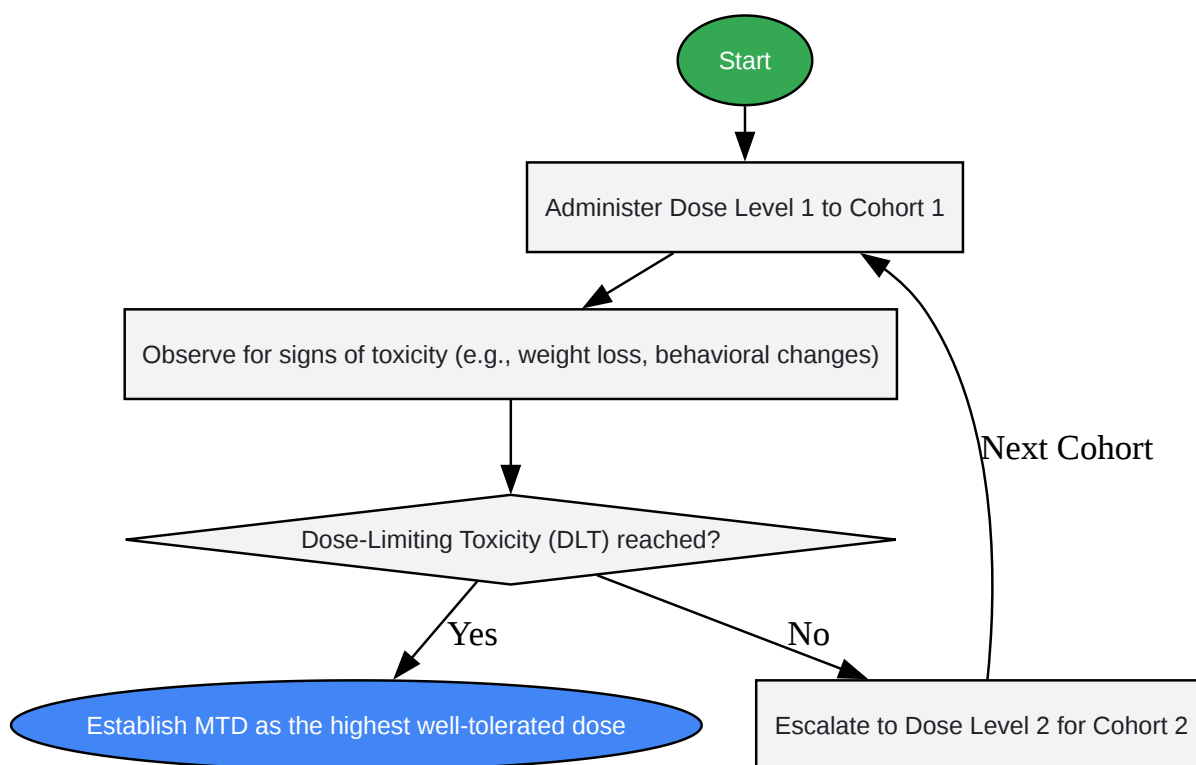 Start
Administer Dose Level 1 to Cohort 1
Observe for signs of toxicity (e.g., weight loss, behavioral changes)
Next Cohort
Dose-Limiting Toxicity (DLT) reached?
Yes
No
Establish MTD as the highest well-tolerated dose
Escalate to Dose Level 2 for Cohort 2